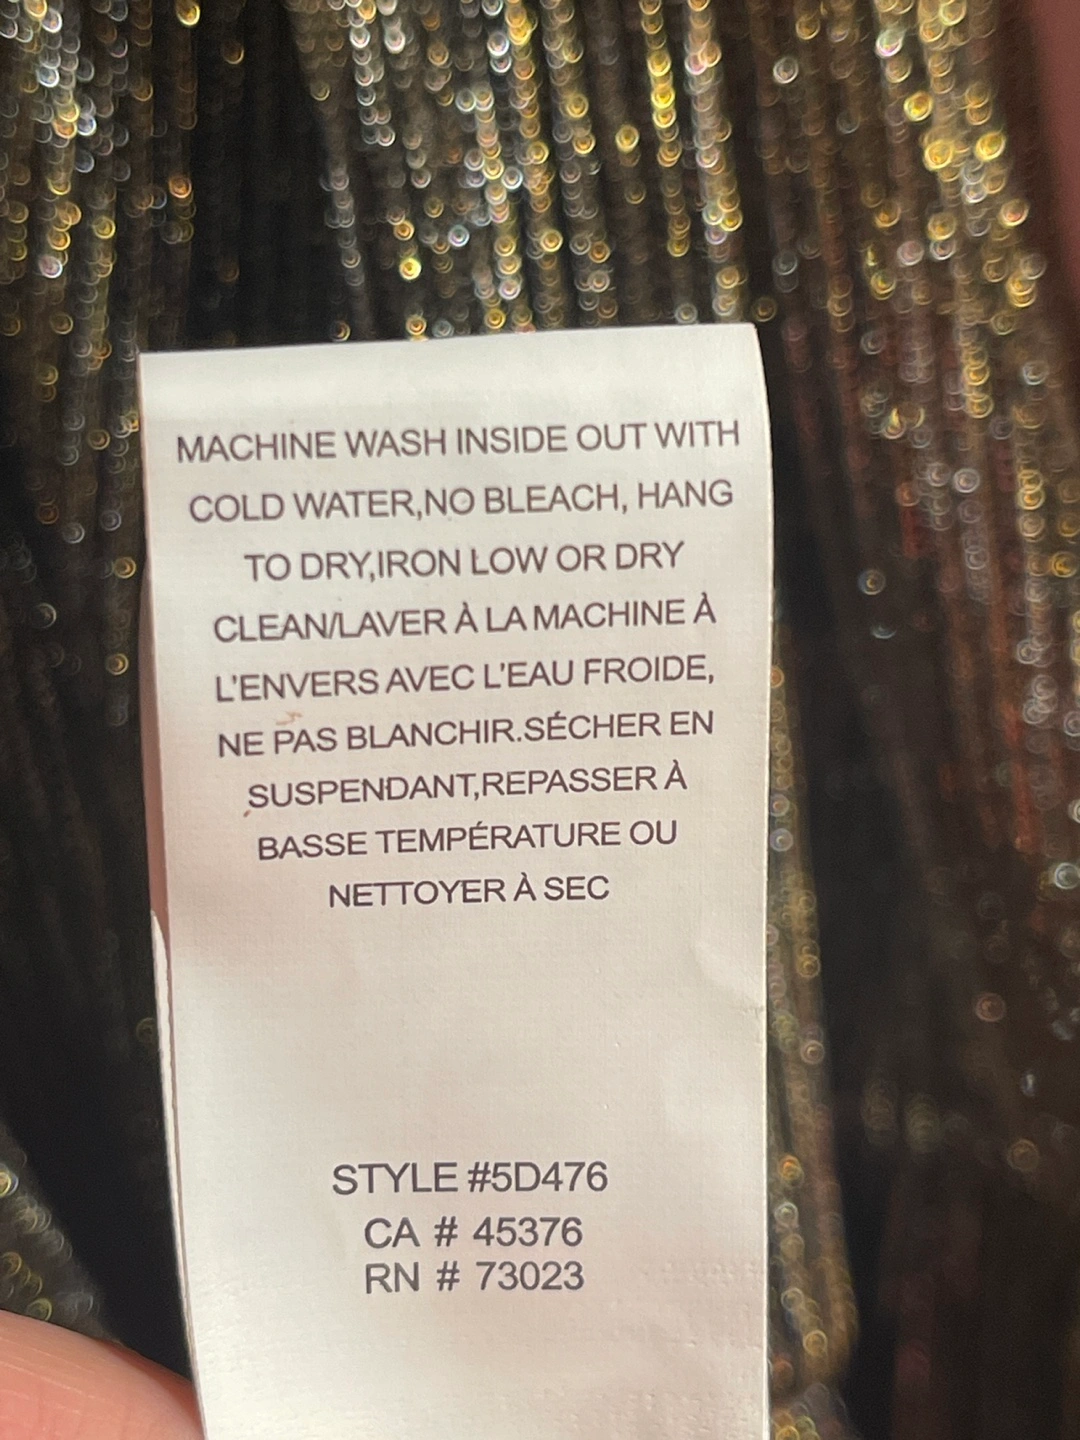 MACHINE WASH INSIDE OUT WITH
COLD WATER,NO BLEACH, HANG
TO DRY,IRON LOW OR DRY
CLEAN/LAVER À LA MACHINE À
L'ENVERS AVEC L'EAU FROIDE,
NE PAS BLANCHIR.SÉCHER EN
SUSPENDANT,REPASSER À
BASSE TEMPÉRATURE OU
NETTOYER À SEC
STYLE #5D476
CA # 45376
RN # 73023